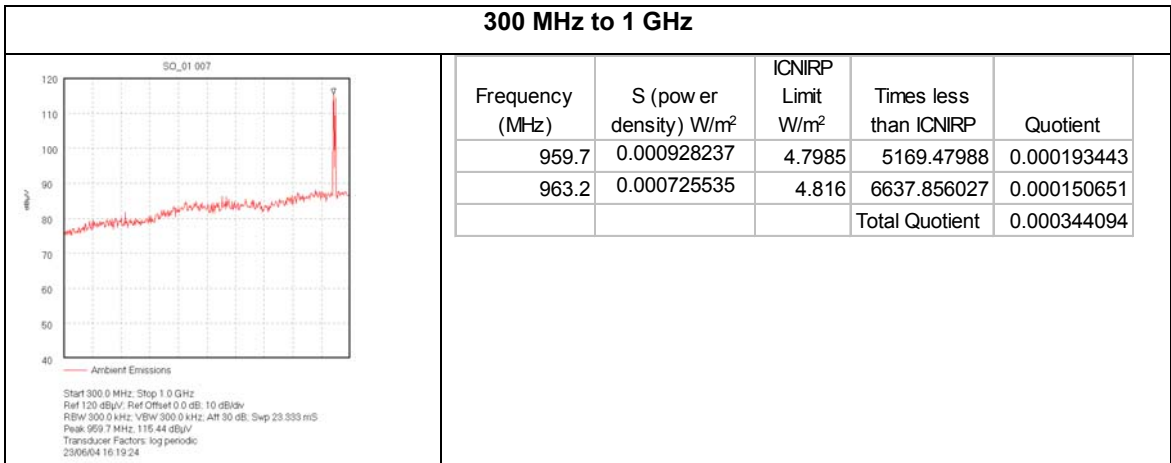 300 MHz to 1 GHz
SO_01 007
120
110
100
90
80
70
60
50
40
dBµV
Ambient Emissions
Start 300.0 MHz; Stop 1.0 GHz
Ref 120 dBµV; Ref Offset 0.0 dB; 10 dB/div
RBW 300.0 kHz; VBW 300.0 kHz; Att 30 dB; Swp 23.333 mS
Peak 959.7 MHz, 115.44 dBµV
Transducer Factors: log periodic
23/06/04 16:19:24
Frequency (MHz) S (pow er density) W/m² ICNIRP Limit W/m² Times less than ICNIRP Quotient
959.7 0.000928237 4.7985 5169.47988 0.000193443
963.2 0.000725535 4.816 6637.856027 0.000150651
Total Quotient 0.000344094